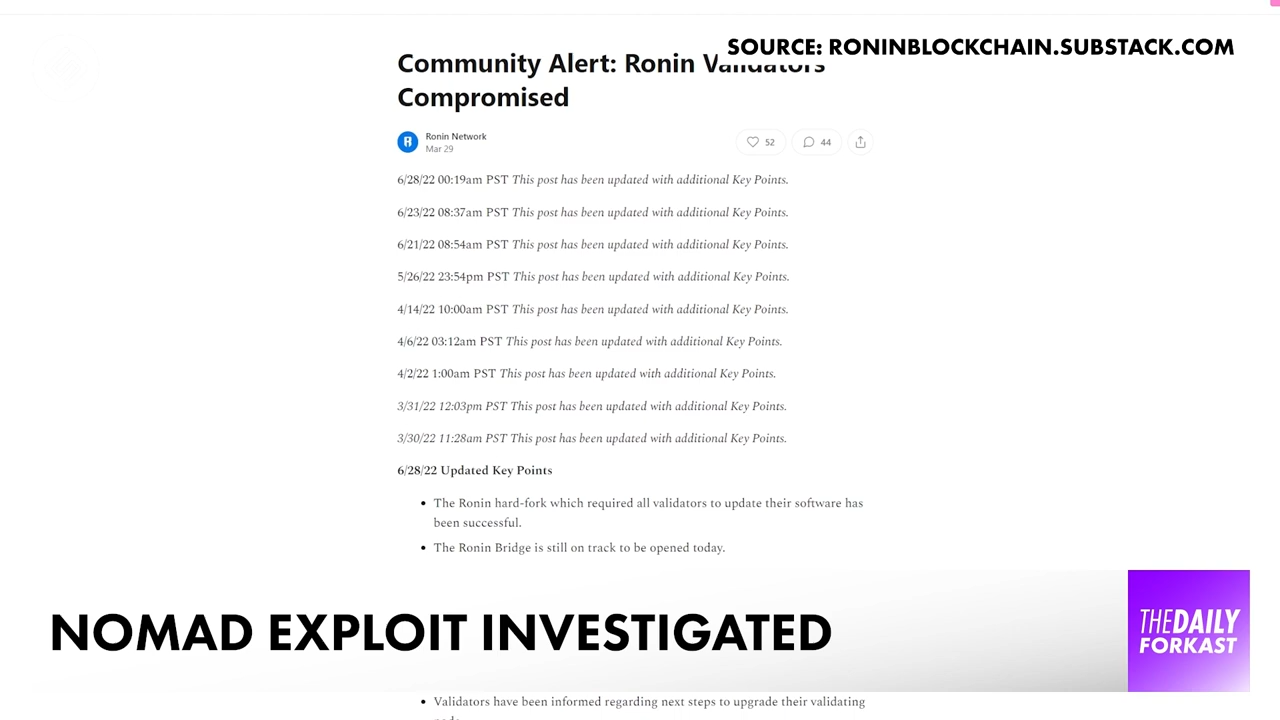 SOURCE: RONINBLOCKCHAIN.SUBSTACK.COM
Community Alert: Ronin Validators
Compromised
Ronin Network
Mar 29
52
44
6/28/22 00:19am PST This post has been updated with additional Key Points.
6/23/22 08:37am PST This post has been updated with additional Key Points.
6/21/22 08:54am PST This post has been updated with additional Key Points.
5/26/22 23:54pm PST This post has been updated with additional Key Points.
4/14/22 10:00am PST This post has been updated with additional Key Points.
4/6/22 03:12am PST This post has been updated with additional Key Points.
4/2/22 1:00am PST This post has been updated with additional Key Points.
3/31/22 12:03pm PST This post has been updated with additional Key Points.
3/30/22 11:28am PST This post has been updated with additional Key Points.
6/28/22 Updated Key Points
• The Ronin hard-fork which required all validators to update their software has
been successful.
• The Ronin Bridge is still on track to be opened today.
NOMAD EXPLOIT INVESTIGATED
THEDAILY
FORKAST
• Validators have been informed regarding next steps to upgrade their validating